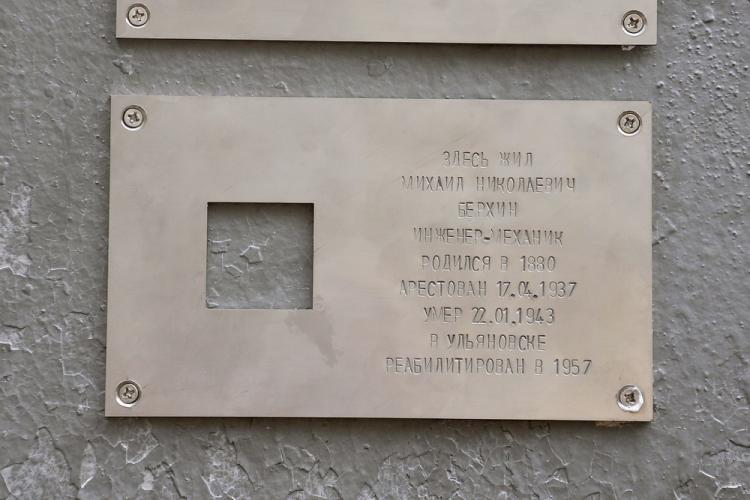 ЗДЕСЬ ЖИЛ
МИХАИЛ НИКОЛАЕВИЧ
БЕРХИН
ИНЖЕНЕР-МЕХАНИК
РОДИЛСЯ В 1880
АРЕСТОВАН 17.04.1937
УМЕР 22.01.1943
В УЛЬЯНОВСКЕ
РЕАБИЛИТИРОВАН В 1957